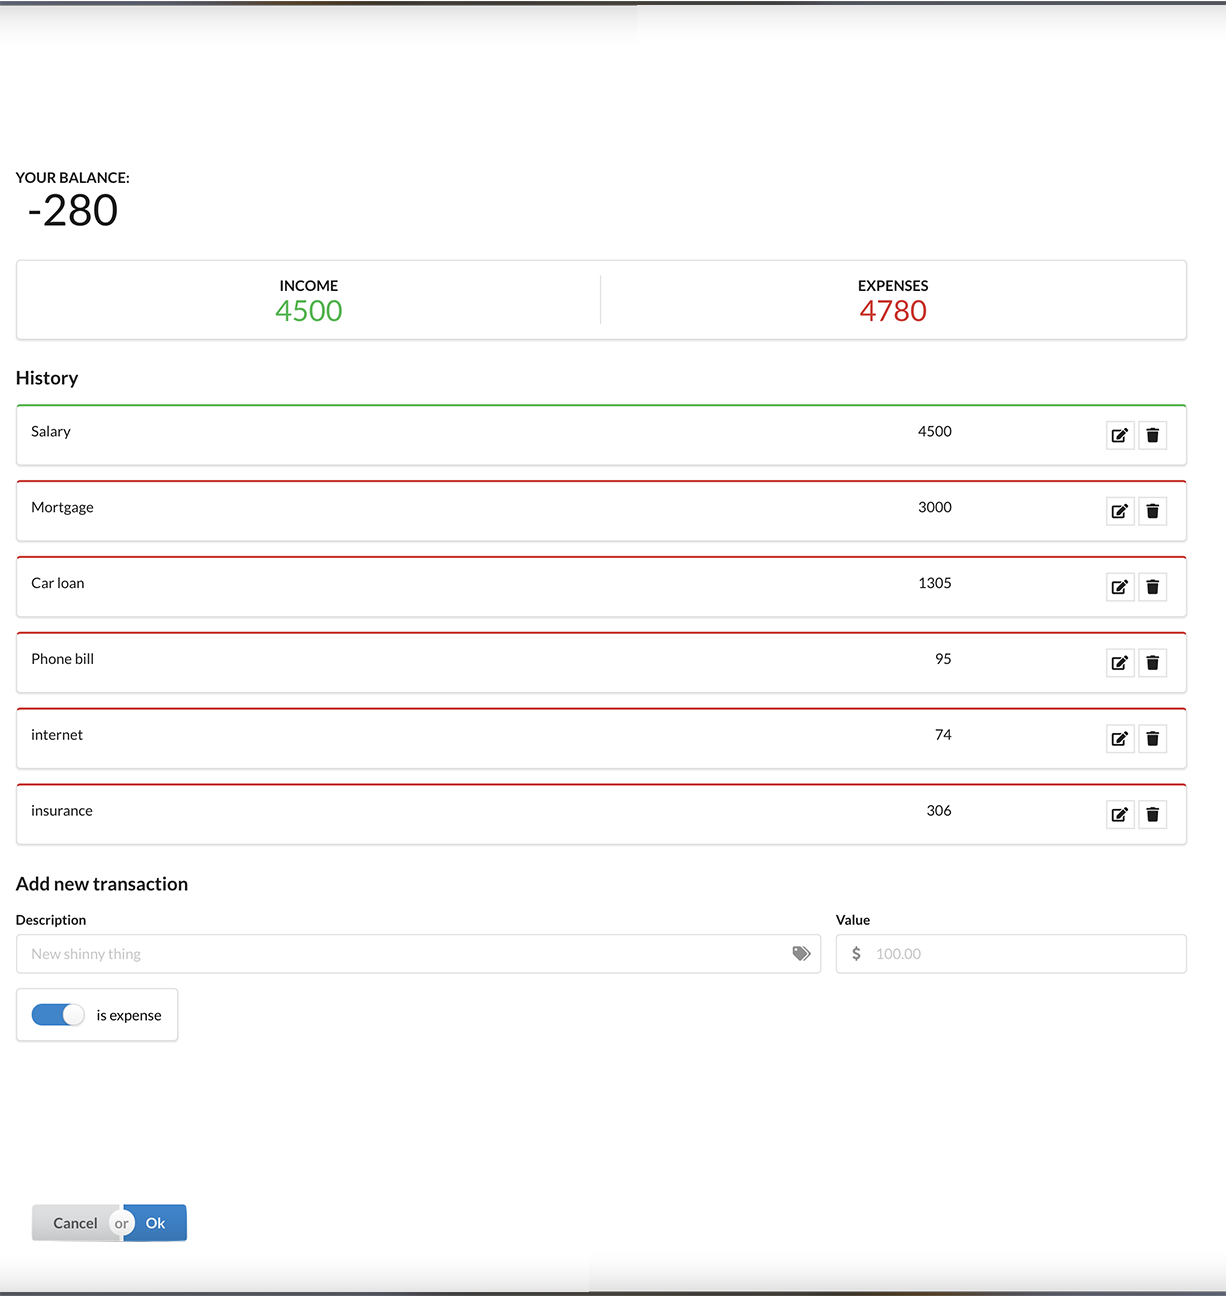 YOUR BALANCE:
-280
INCOME EXPENSES
4500 4780
History
Salary 4500
Mortgage 3000
Car loan 1305
Phone bill 95
internet 74
insurance 306
Add new transaction
Description Value
New shinny thing $ 100.00
is expense
Cancel or Ok